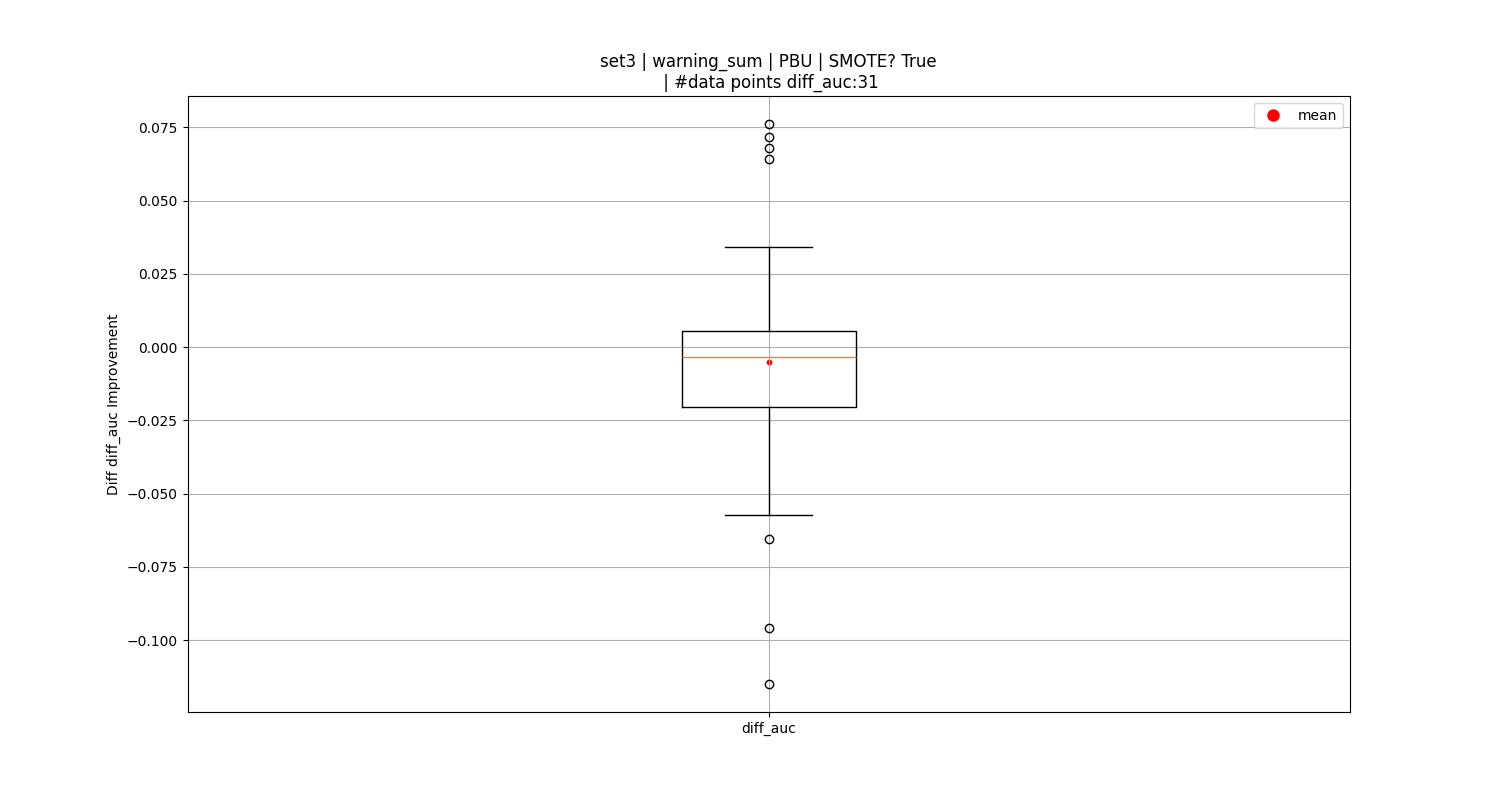 set3 | warning_sum | PBU | SMOTE? True
| #data points diff_auc:31
mean
0.075
0.050
0.025
0.000
−0.025
−0.050
−0.075
−0.100
Diff diff_auc Improvement
diff_auc